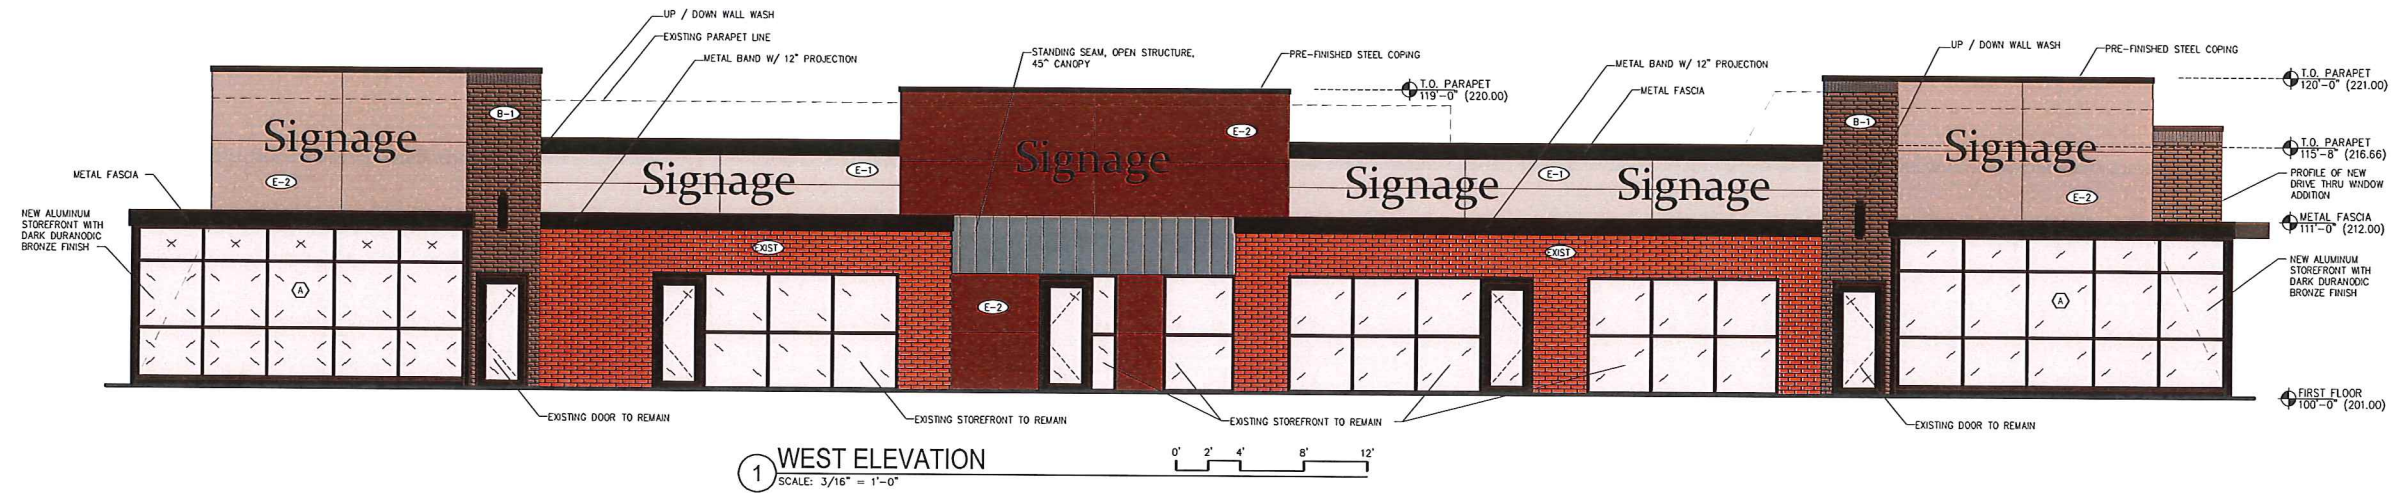 UP / DOWN WALL WASH
EXISTING PARAPET LINE
METAL BAND W/ 12" PROJECTION
STANDING SEAM, OPEN STRUCTURE,
45^ CANOPY
PRE-FINISHED STEEL COPING
T.O. PARAPET
119'-0" (220.00)
METAL BAND W/ 12" PROJECTION
METAL FASCIA
UP / DOWN WALL WASH
PRE-FINISHED STEEL COPING
T.O. PARAPET
120'-0" (221.00)
T.O. PARAPET
115'-8" (216.66)
PROFILE OF NEW
DRIVE THRU WINDOW
ADDITION
METAL FASCIA
111'-0" (212.00)
NEW ALUMINUM
STOREFRONT WITH
DARK DURANODIC
BRONZE FINISH
FIRST FLOOR
100'-0" (201.00)
METAL FASCIA
NEW ALUMINUM
STOREFRONT WITH
DARK DURANODIC
BRONZE FINISH
Signage
E-2
B-1
Signage
E-1
Signage
E-2
Signage
E-1
Signage
B-1
Signage
E-2
A
EXIST
E-2
EXIST
A
EXISTING DOOR TO REMAIN
EXISTING STOREFRONT TO REMAIN
EXISTING STOREFRONT TO REMAIN
EXISTING DOOR TO REMAIN
1
WEST ELEVATION
SCALE: 3/16" = 1'-0"
0' 2' 4' 8' 12'